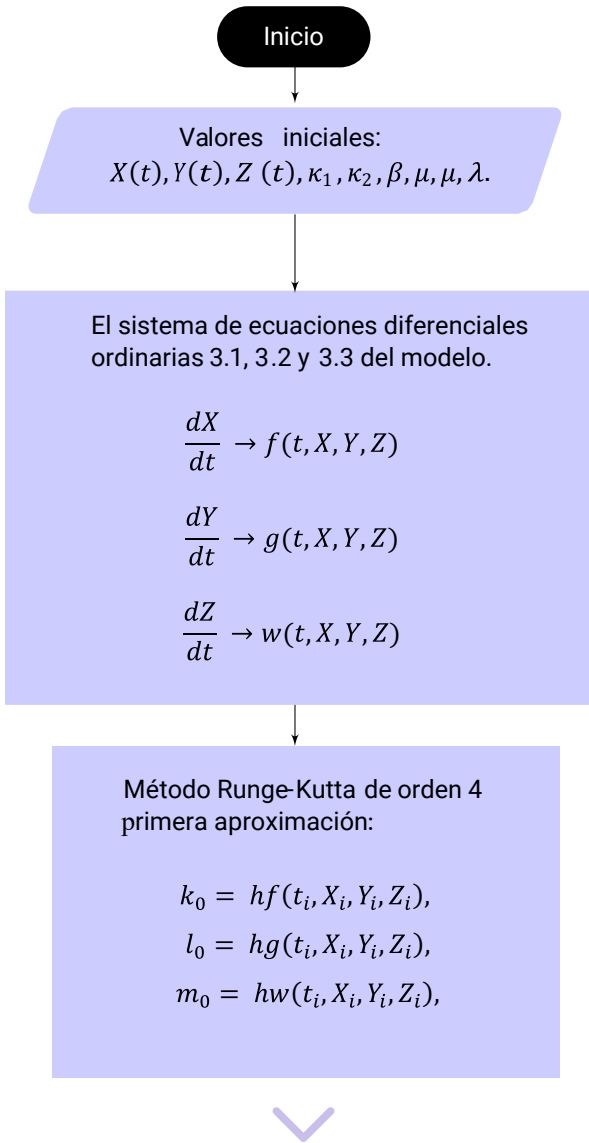 Inicio
Valores iniciales:
X(t), Y(t), Z (t), κ₁, κ₂, β, μ, μ, λ.
El sistema de ecuaciones diferenciales
ordinarias 3.1, 3.2 y 3.3 del modelo.
dX/dt → f(t, X, Y, Z)
dY/dt → g(t, X, Y, Z)
dZ/dt → w(t, X, Y, Z)
Método Runge-Kutta de orden 4
primera aproximación:
k₀ = hf(tᵢ, Xᵢ, Yᵢ, Zᵢ),
l₀ = hg(tᵢ, Xᵢ, Yᵢ, Zᵢ),
m₀ = hw(tᵢ, Xᵢ, Yᵢ, Zᵢ),